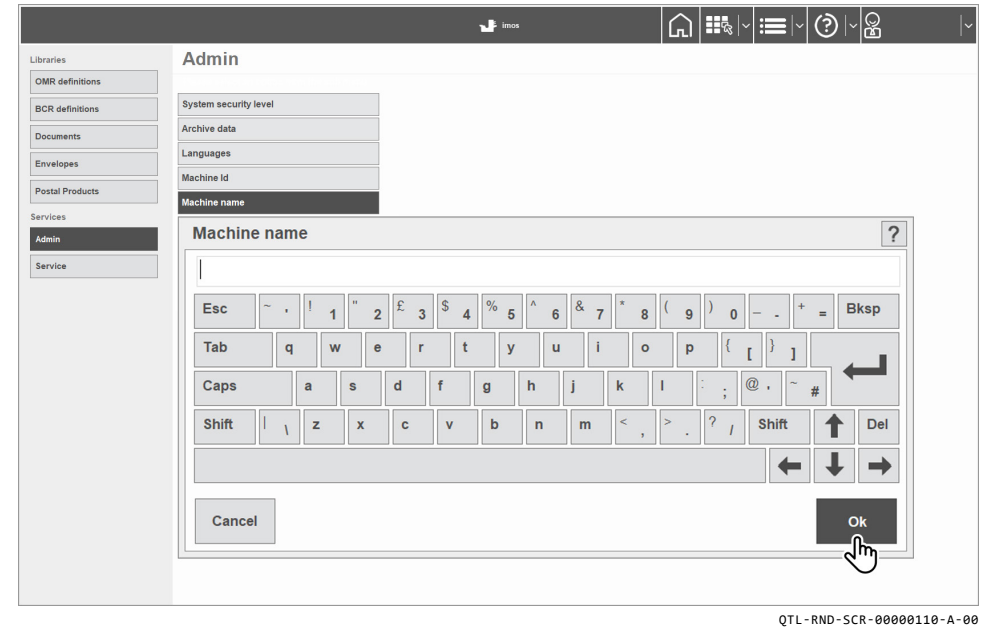 imos
Libraries
OMR definitions
BCR definitions
Documents
Envelopes
Postal Products
Services
Admin
Service
Admin
System security level
Archive data
Languages
Machine Id
Machine name
Machine name ?
Esc ~ ' ! 1 " 2 £ 3 $ 4 % 5 ^ 6 & 7 * 8 ( 9 ) 0 _ - + = Bksp
Tab q w e r t y u i o p { [ } ]
Caps a s d f g h j k l : ; @ ' ~ #
Shift | \ z x c v b n m < , > . ? / Shift Del
Cancel Ok
QTL-RND-SCR-00000110-A-00